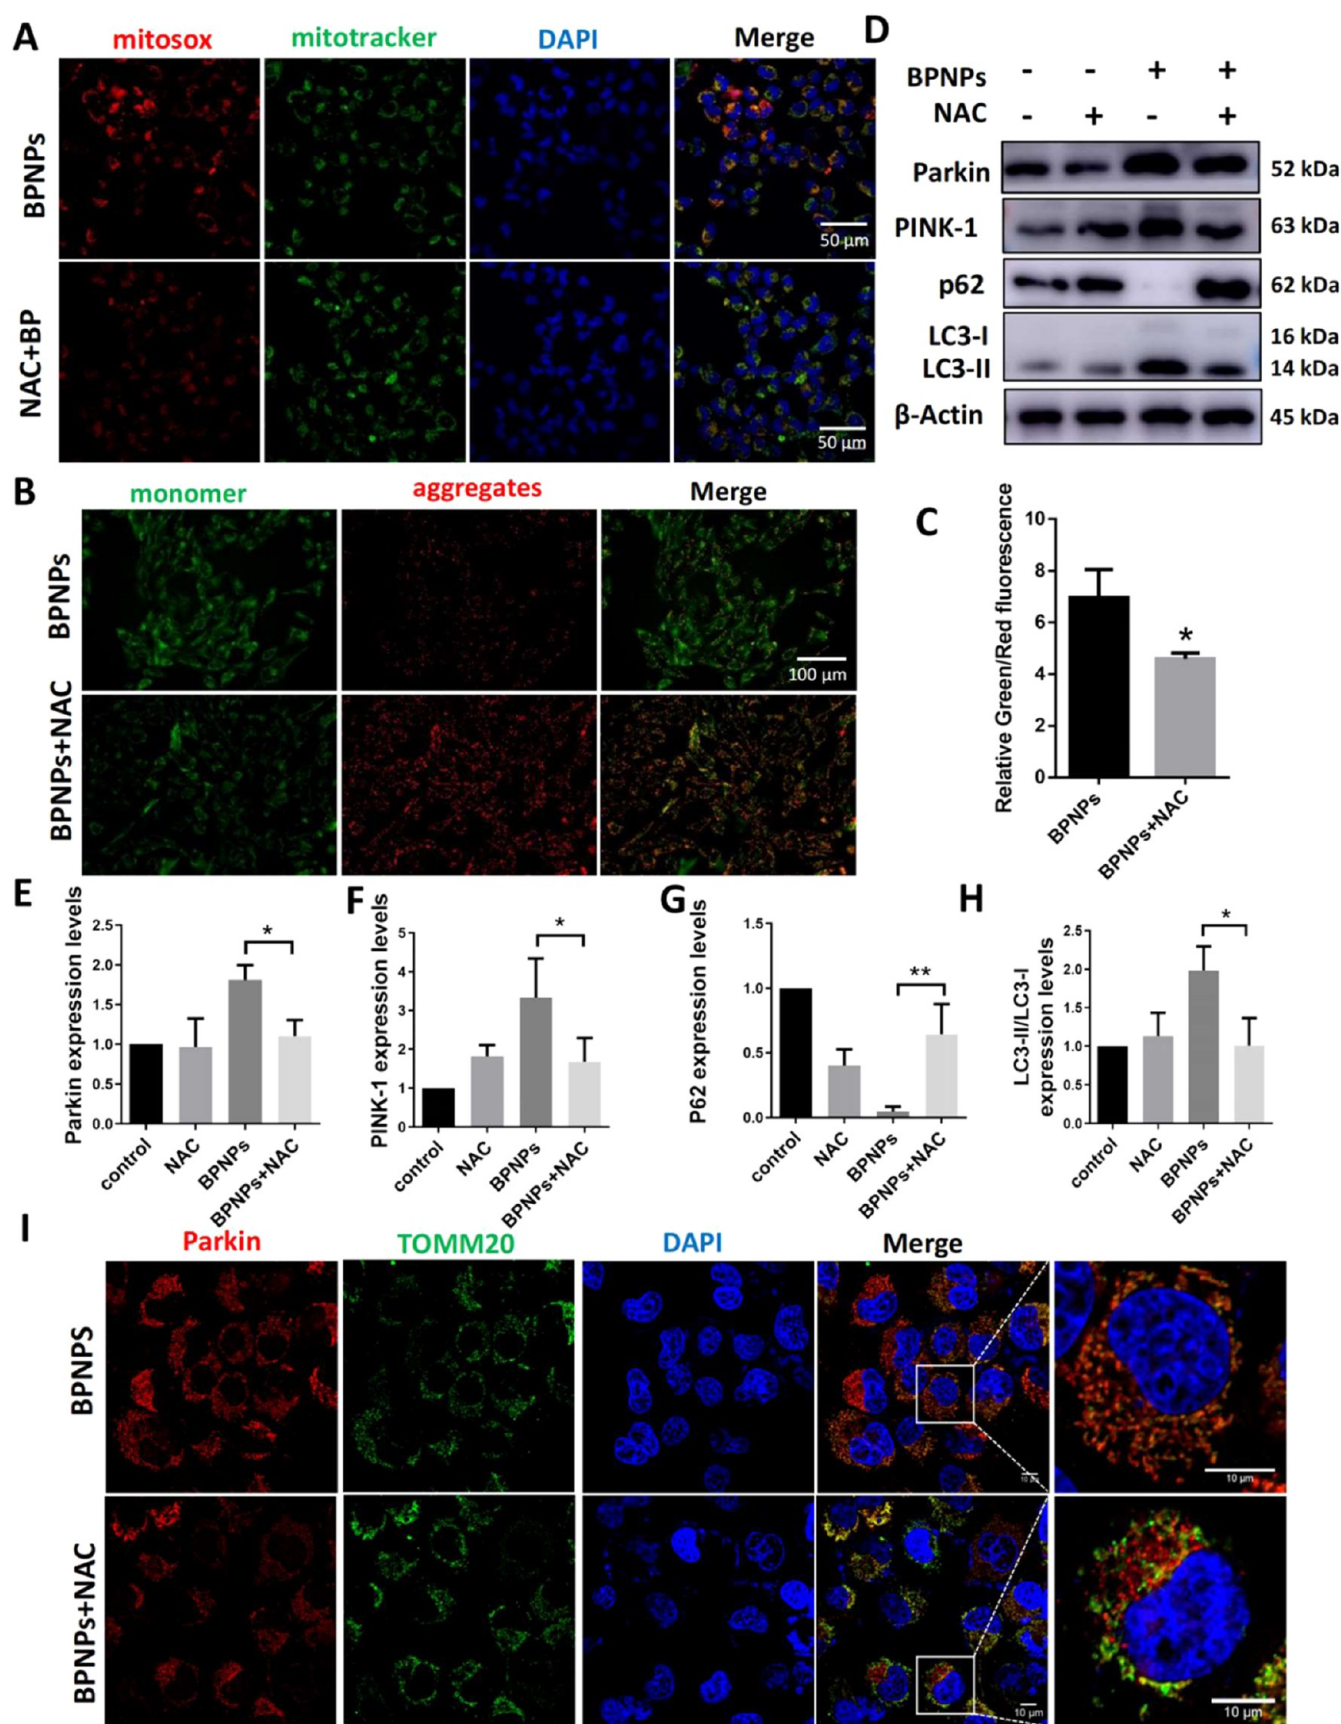 A
mitosox mitotracker DAPI Merge
BPNPs
50 µm
NAC+BP
50 µm
B
monomer aggregates Merge
BPNPs
100 µm
BPNPs+NAC
D
BPNPs - - + +
NAC - + - +
Parkin 52 kDa
PINK-1 63 kDa
p62 62 kDa
LC3-I 16 kDa
LC3-II 14 kDa
β-Actin 45 kDa
C
Relative Green/Red fluorescence
10
8
6
4
2
0
*
BPNPs
BPNPs+NAC
E
Parkin expression levels
2.5
2.0
1.5
1.0
0.5
0.0
*
control
NAC
BPNPs
BPNPs+NAC
F
PINK-1 expression levels
5
4
3
2
1
0
*
control
NAC
BPNPs
BPNPs+NAC
G
P62 expression levels
1.5
1.0
0.5
0.0
**
control
NAC
BPNPs
BPNPs+NAC
H
LC3-II/LC3-I
expression levels
2.5
2.0
1.5
1.0
0.5
0.0
*
control
NAC
BPNPs
BPNPs+NAC
I
Parkin TOMM20 DAPI Merge
BPNPS
10 µm
10 µm
BPNPs+NAC
10 µm
10 µm